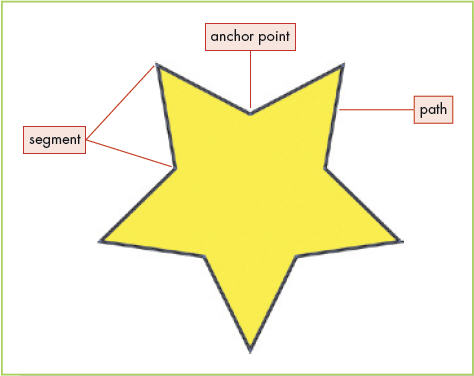 anchor point
path
segment